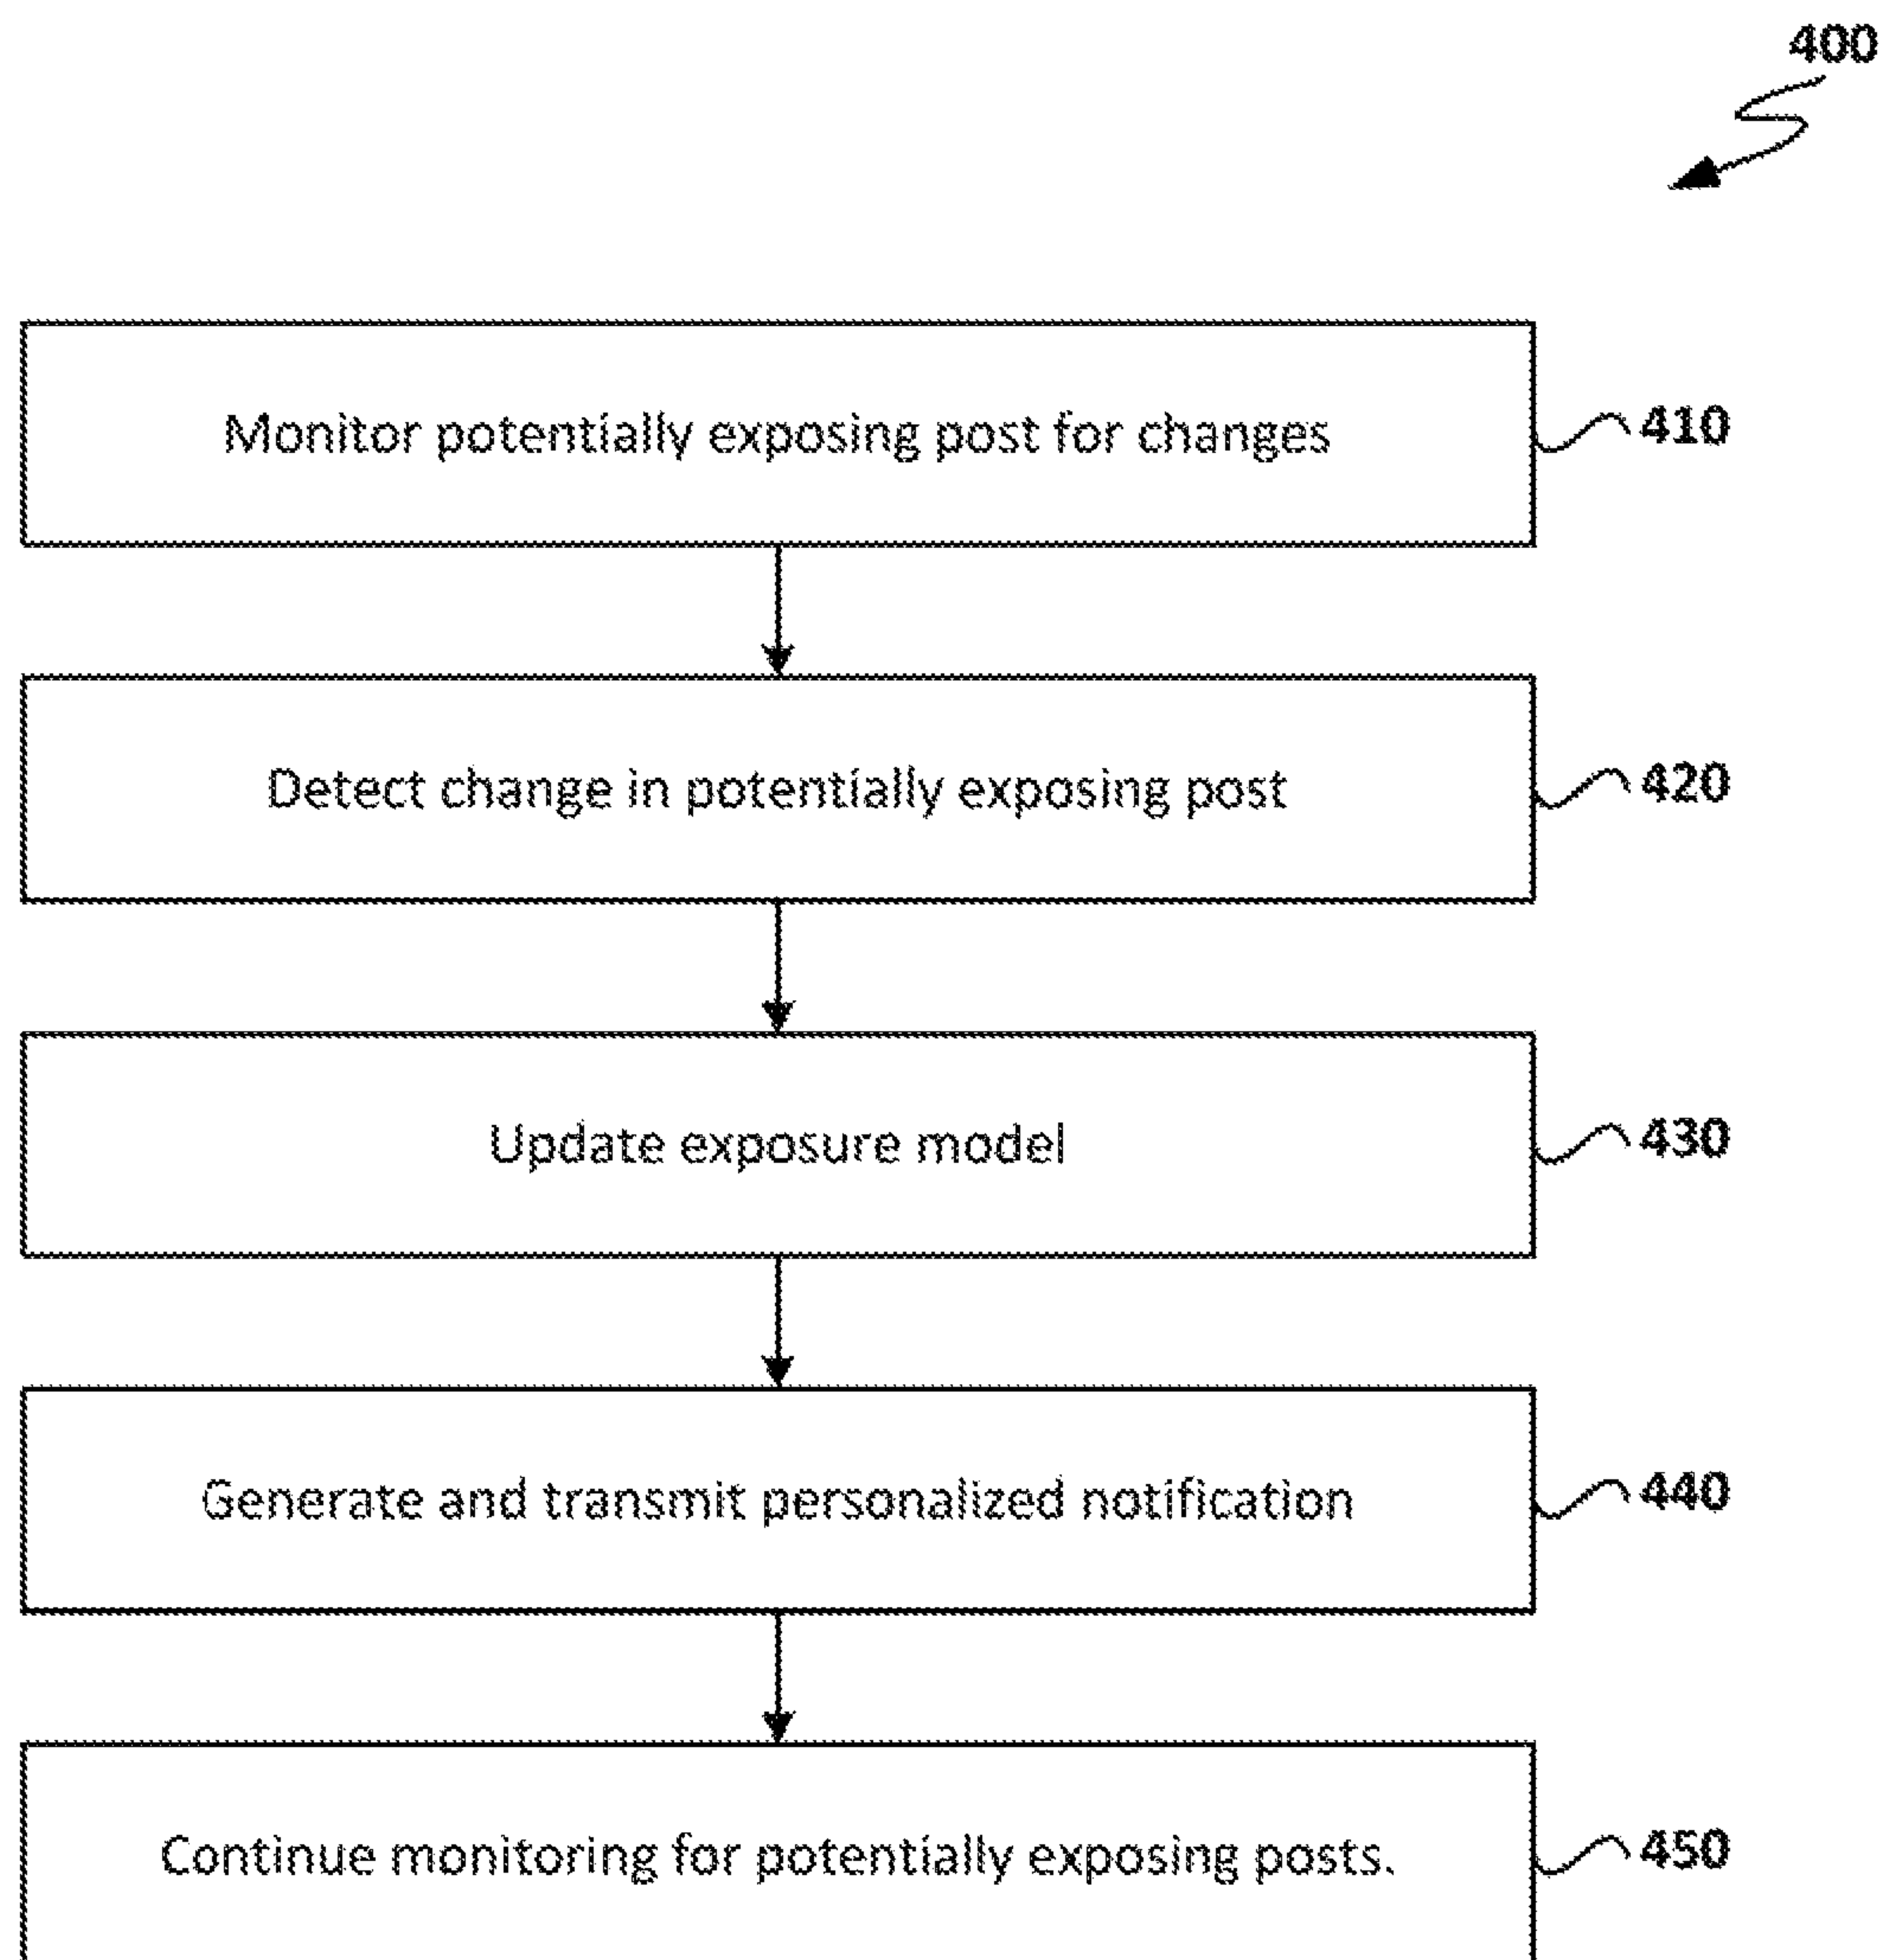 400
Monitor potentially exposing post for changes 410
Detect change in potentially exposing post 420
Update exposure model 430
Generate and transmit personalized notification 440
Continue monitoring for potentially exposing posts. 450